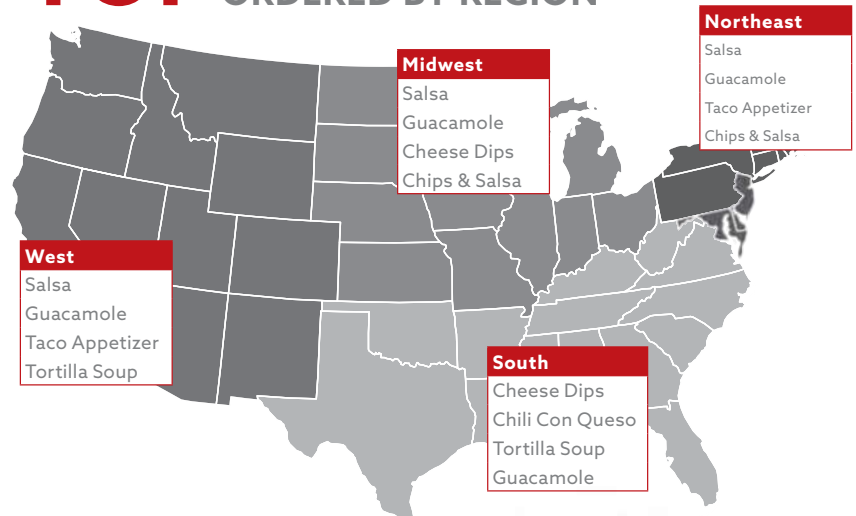 ORDERED BY REGION
Northeast
Salsa
Guacamole
Taco Appetizer
Chips & Salsa
Midwest
Salsa
Guacamole
Cheese Dips
Chips & Salsa
West
Salsa
Guacamole
Taco Appetizer
Tortilla Soup
South
Cheese Dips
Chili Con Queso
Tortilla Soup
Guacamole